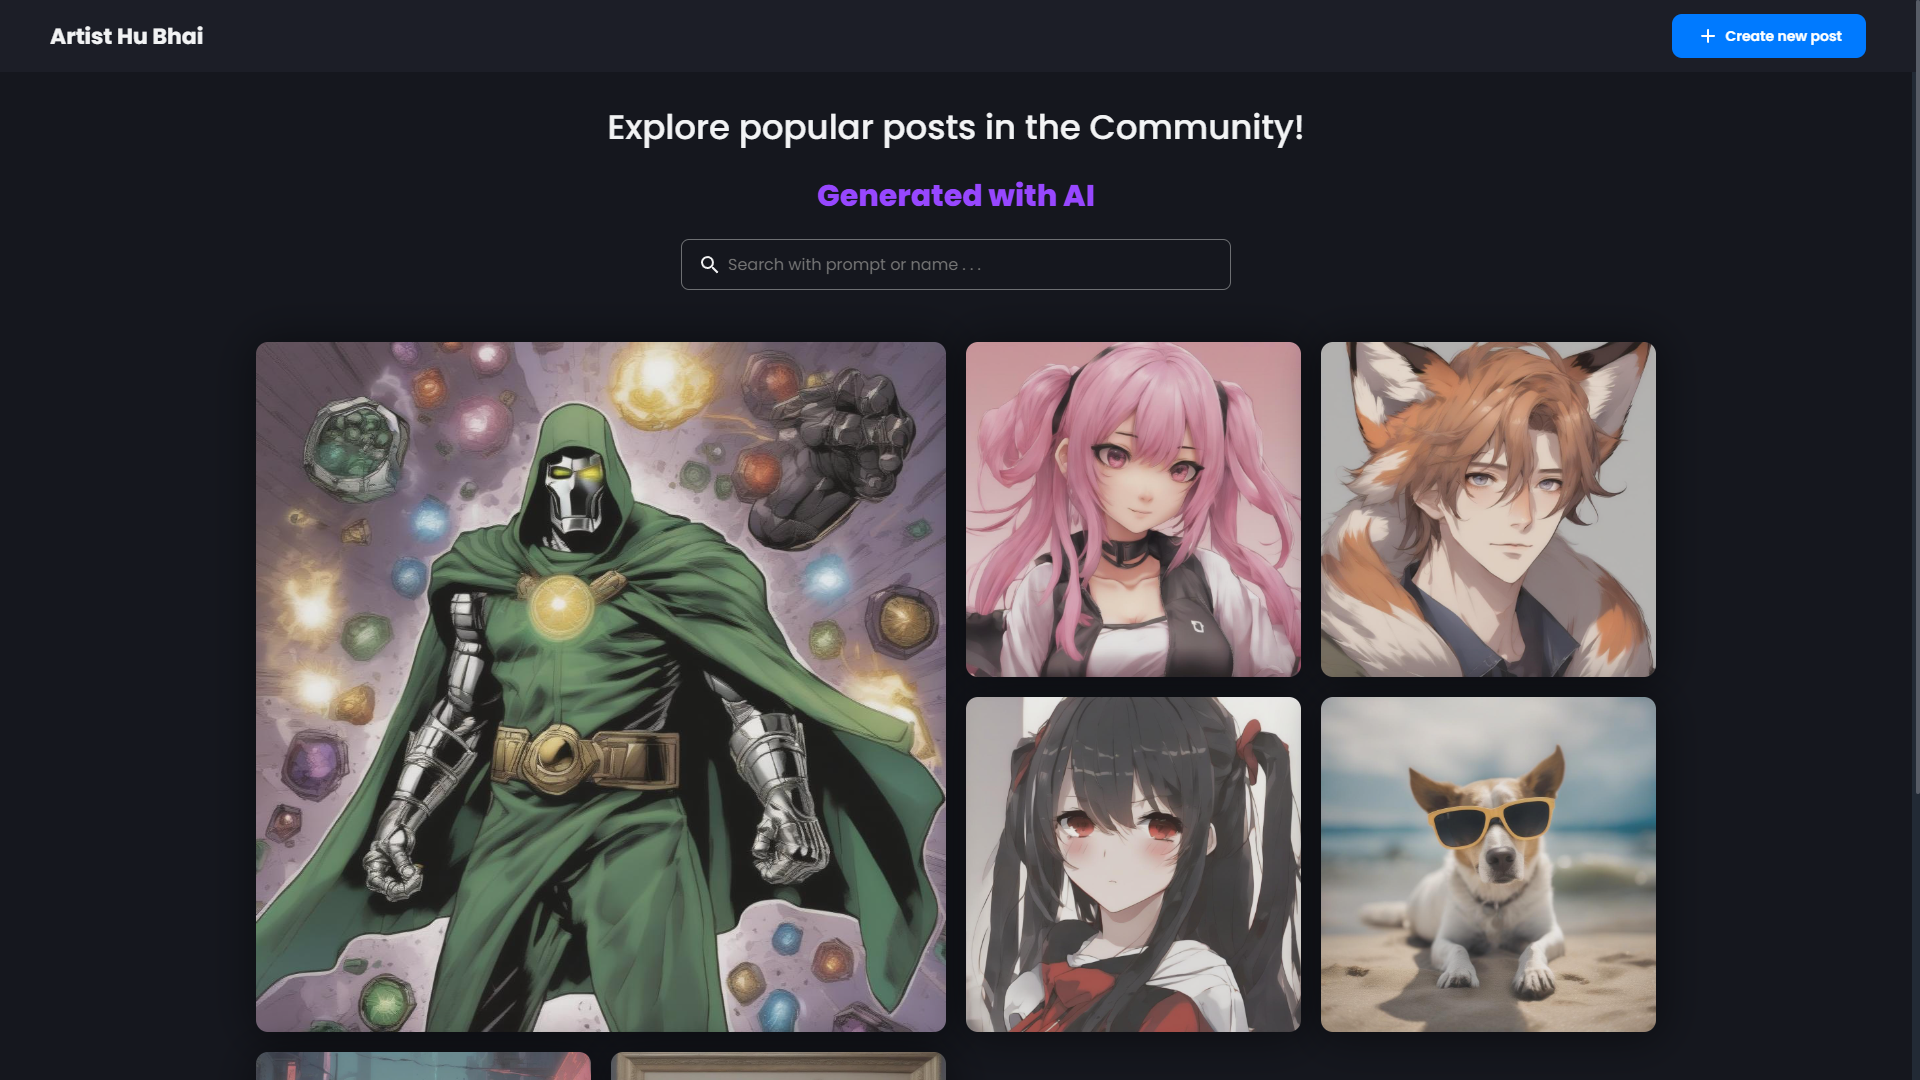 Artist Hu Bhai
Create new post
Explore popular posts in the Community!
Generated with AI
Search with prompt or name . . .